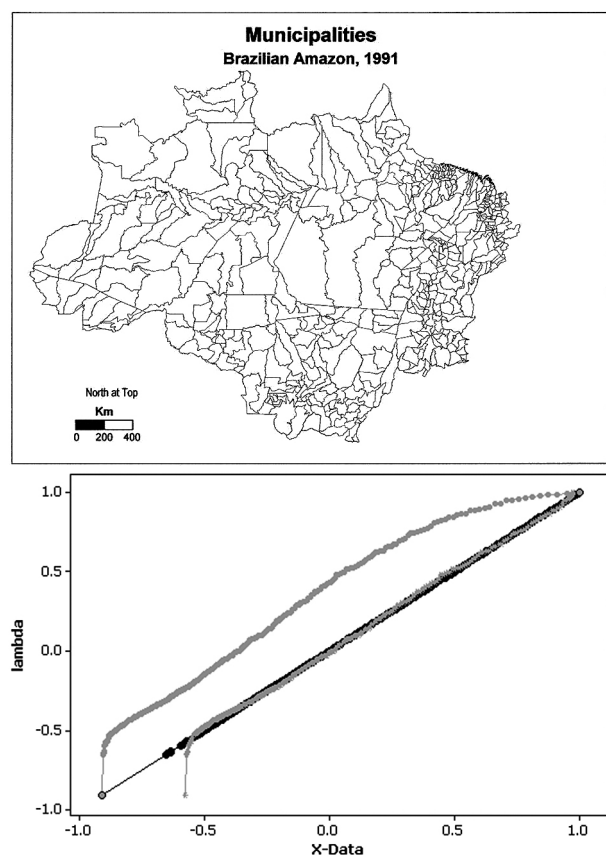 Municipalities
Brazilian Amazon, 1991
North at Top
Km
0 200 400
1.0
0.5
0.0
-0.5
-1.0
lambda
-1.0 -0.5 0.0 0.5 1.0
X-Data